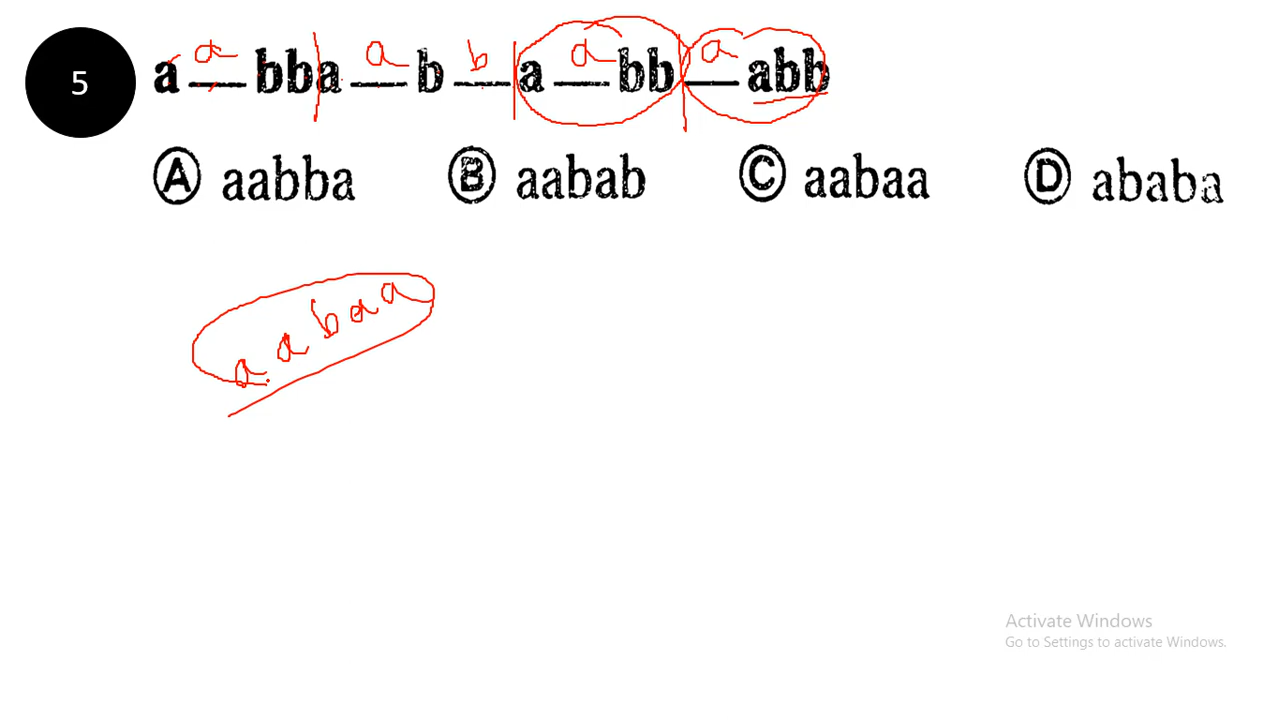 5
a a b
a a
a __ bba __ b __ a __ bb __ abb
A aabba B aabab C aabaa D ababa
aabaa
Activate Windows
Go to Settings to activate Windows.